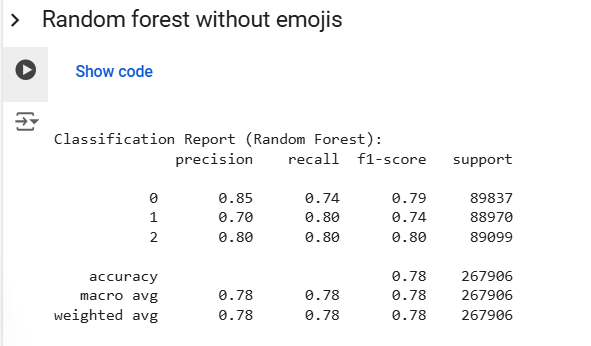 Random forest without emojis
Show code
Classification Report (Random Forest):
precision recall f1-score support
0 0.85 0.74 0.79 89837
1 0.70 0.80 0.74 88970
2 0.80 0.80 0.80 89099
accuracy 0.78 267906
macro avg 0.78 0.78 0.78 267906
weighted avg 0.78 0.78 0.78 267906